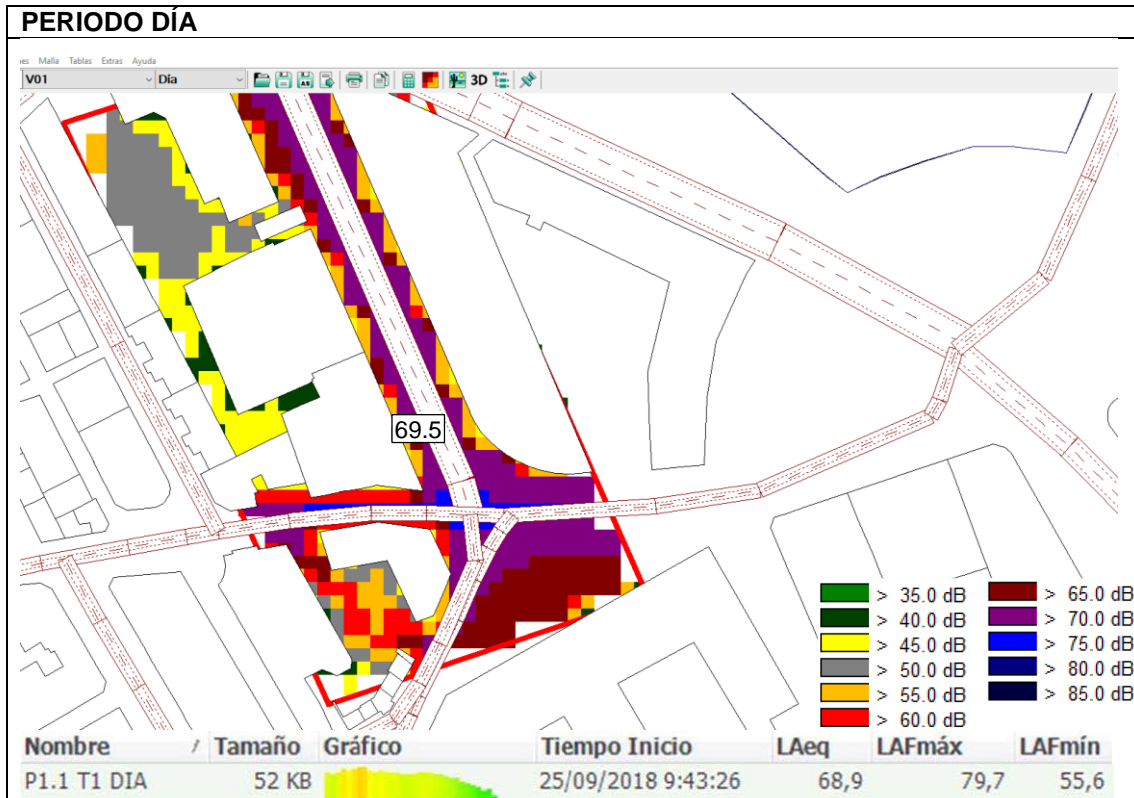 PERIODO DÍA
nes Malla Tablas Extras Ayuda
V01 Día AS 3D
69.5
> 35.0 dB > 65.0 dB
> 40.0 dB > 70.0 dB
> 45.0 dB > 75.0 dB
> 50.0 dB > 80.0 dB
> 55.0 dB > 85.0 dB
> 60.0 dB
Nombre / Tamaño Gráfico Tiempo Inicio LAeq LAFmáx LAFmín
P1.1 T1 DIA 52 KB 25/09/2018 9:43:26 68,9 79,7 55,6